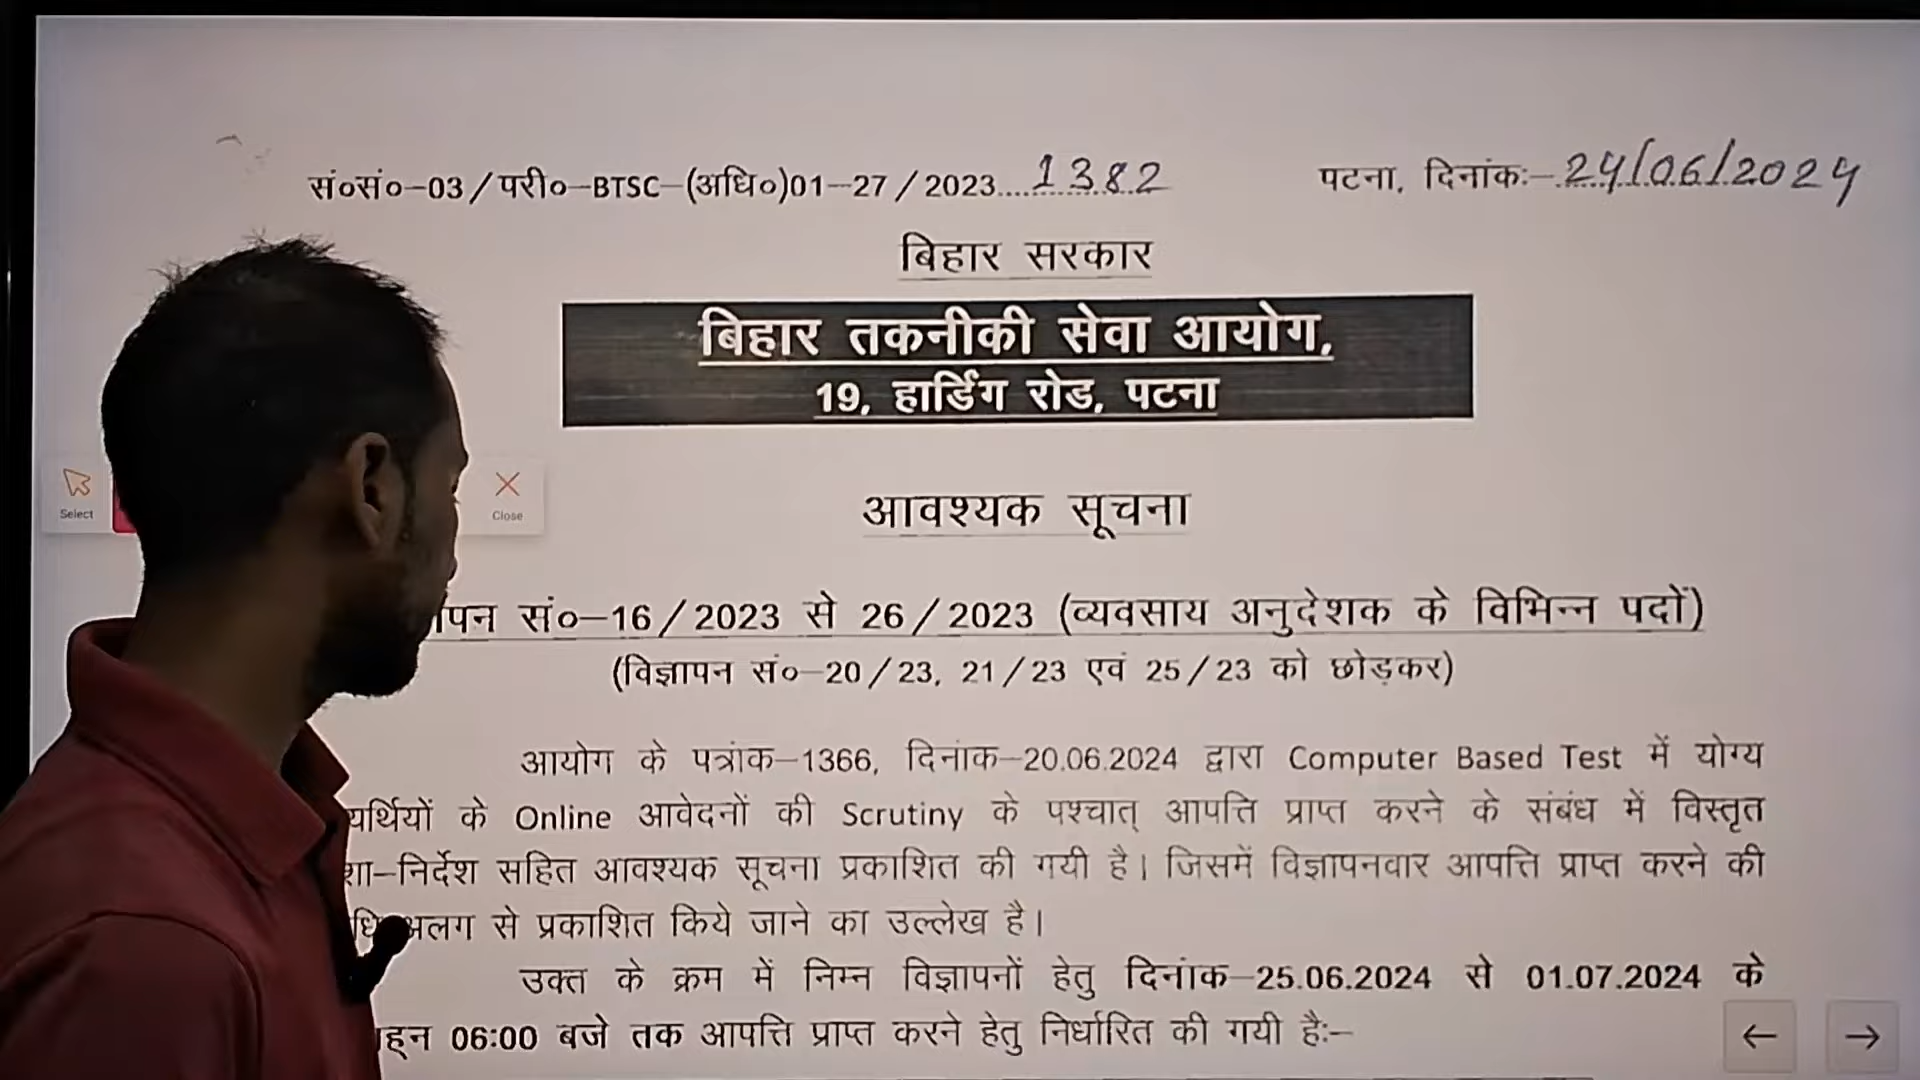 सं०सं०–03/परी०–BTSC–(अधि०)01–27/2023....1382
पटना, दिनांकः–24/06/2024
बिहार सरकार
बिहार तकनीकी सेवा आयोग,
19, हार्डिंग रोड, पटना
Select
Close
आवश्यक सूचना
सं०–16/2023 से 26/2023 (व्यवसाय अनुदेशक के विभिन्न पदों)
(विज्ञापन सं०–20/23, 21/23 एवं 25/23 को छोड़कर)
आयोग के पत्रांक–1366, दिनांक–20.06.2024 द्वारा Computer Based Test में योग्य
के Online आवेदनों की Scrutiny के पश्चात् आपत्ति प्राप्त करने के संबंध में विस्तृत
निर्देश सहित आवश्यक सूचना प्रकाशित की गयी है। जिसमें विज्ञापनवार आपत्ति प्राप्त करने की
अलग से प्रकाशित किये जाने का उल्लेख है।
उक्त के क्रम में निम्न विज्ञापनों हेतु दिनांक–25.06.2024 से 01.07.2024 के
06:00 बजे तक आपत्ति प्राप्त करने हेतु निर्धारित की गयी हैः–